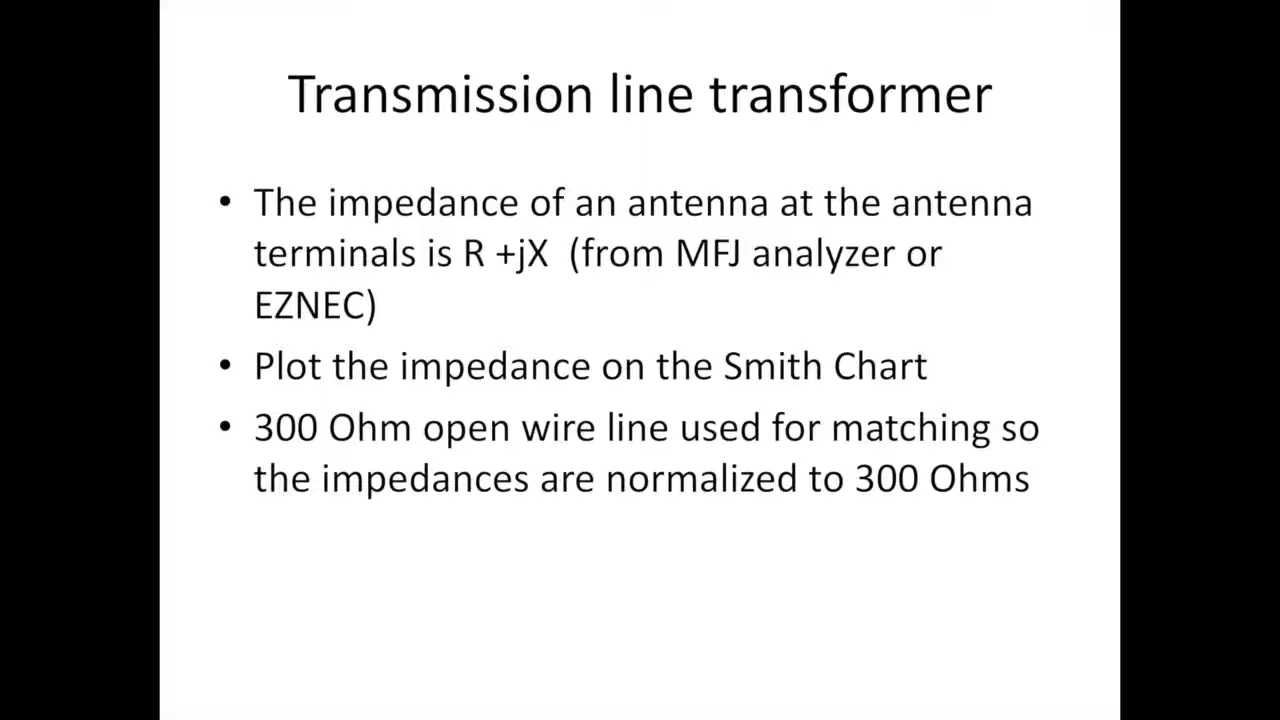 Transmission line transformer
• The impedance of an antenna at the antenna
terminals is R +jX  (from MFJ analyzer or
EZNEC)
• Plot the impedance on the Smith Chart
• 300 Ohm open wire line used for matching so
the impedances are normalized to 300 Ohms